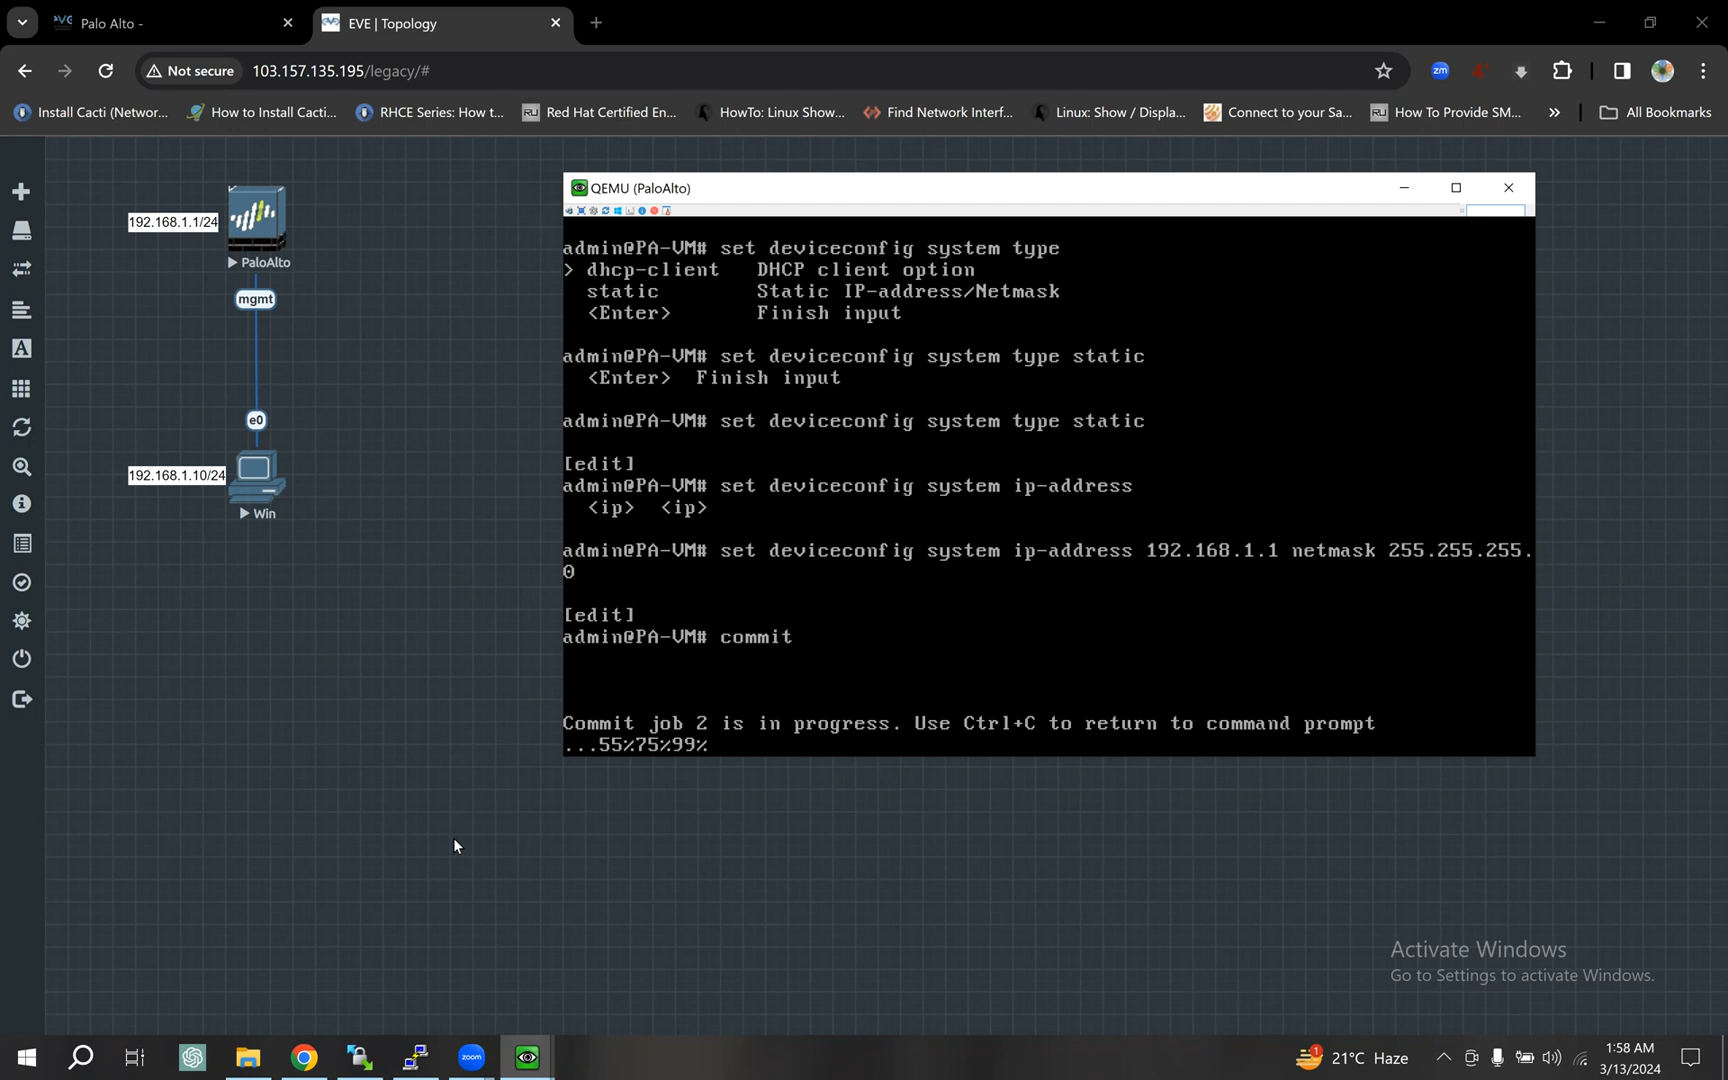 Palo Alto -
EVE | Topology
Not secure
103.157.135.195/legacy/#
zm
Install Cacti (Networ...
How to Install Cacti...
RHCE Series: How t...
RU
Red Hat Certified En...
HowTo: Linux Show...
Find Network Interf...
Linux: Show / Displa...
Connect to your Sa...
RU
How To Provide SM...
»
All Bookmarks
QEMU (PaloAlto)
192.168.1.1/24
PaloAlto
mgmt
e0
192.168.1.10/24
Win
admin@PA-VM# set deviceconfig system type
> dhcp-client DHCP client option
static Static IP-address/Netmask
<Enter> Finish input
admin@PA-VM# set deviceconfig system type static
<Enter> Finish input
admin@PA-VM# set deviceconfig system type static
[edit]
admin@PA-VM# set deviceconfig system ip-address
<ip> <ip>
admin@PA-VM# set deviceconfig system ip-address 192.168.1.1 netmask 255.255.255.
0
[edit]
admin@PA-VM# commit
Commit job 2 is in progress. Use Ctrl+C to return to command prompt
...55%75%99%
Activate Windows
Go to Settings to activate Windows.
zoom
1
21°C Haze
1:58 AM
3/13/2024